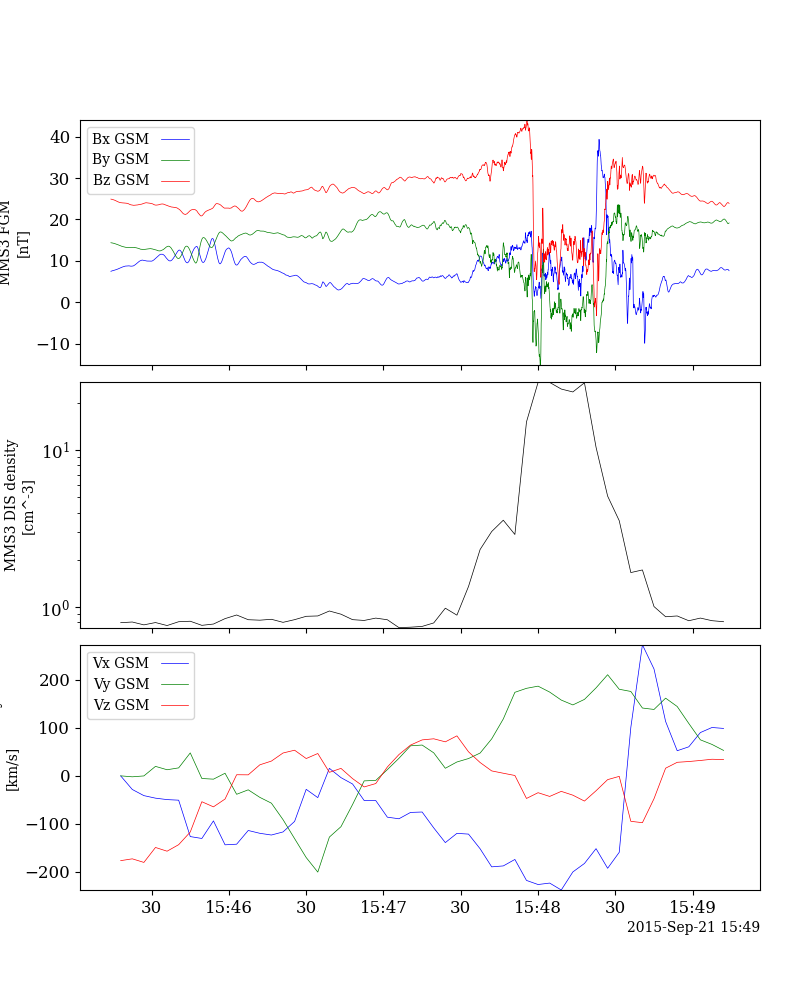 Bx GSM
By GSM
Bz GSM
40
30
20
10
0
−10
MMS3 FGM
[nT]
10^1
10^0
MMS3 DIS density
[cm^-3]
Vx GSM
Vy GSM
Vz GSM
200
100
0
−100
−200
[km/s]
30 15:46 30 15:47 30 15:48 30 15:49
2015-Sep-21 15:49